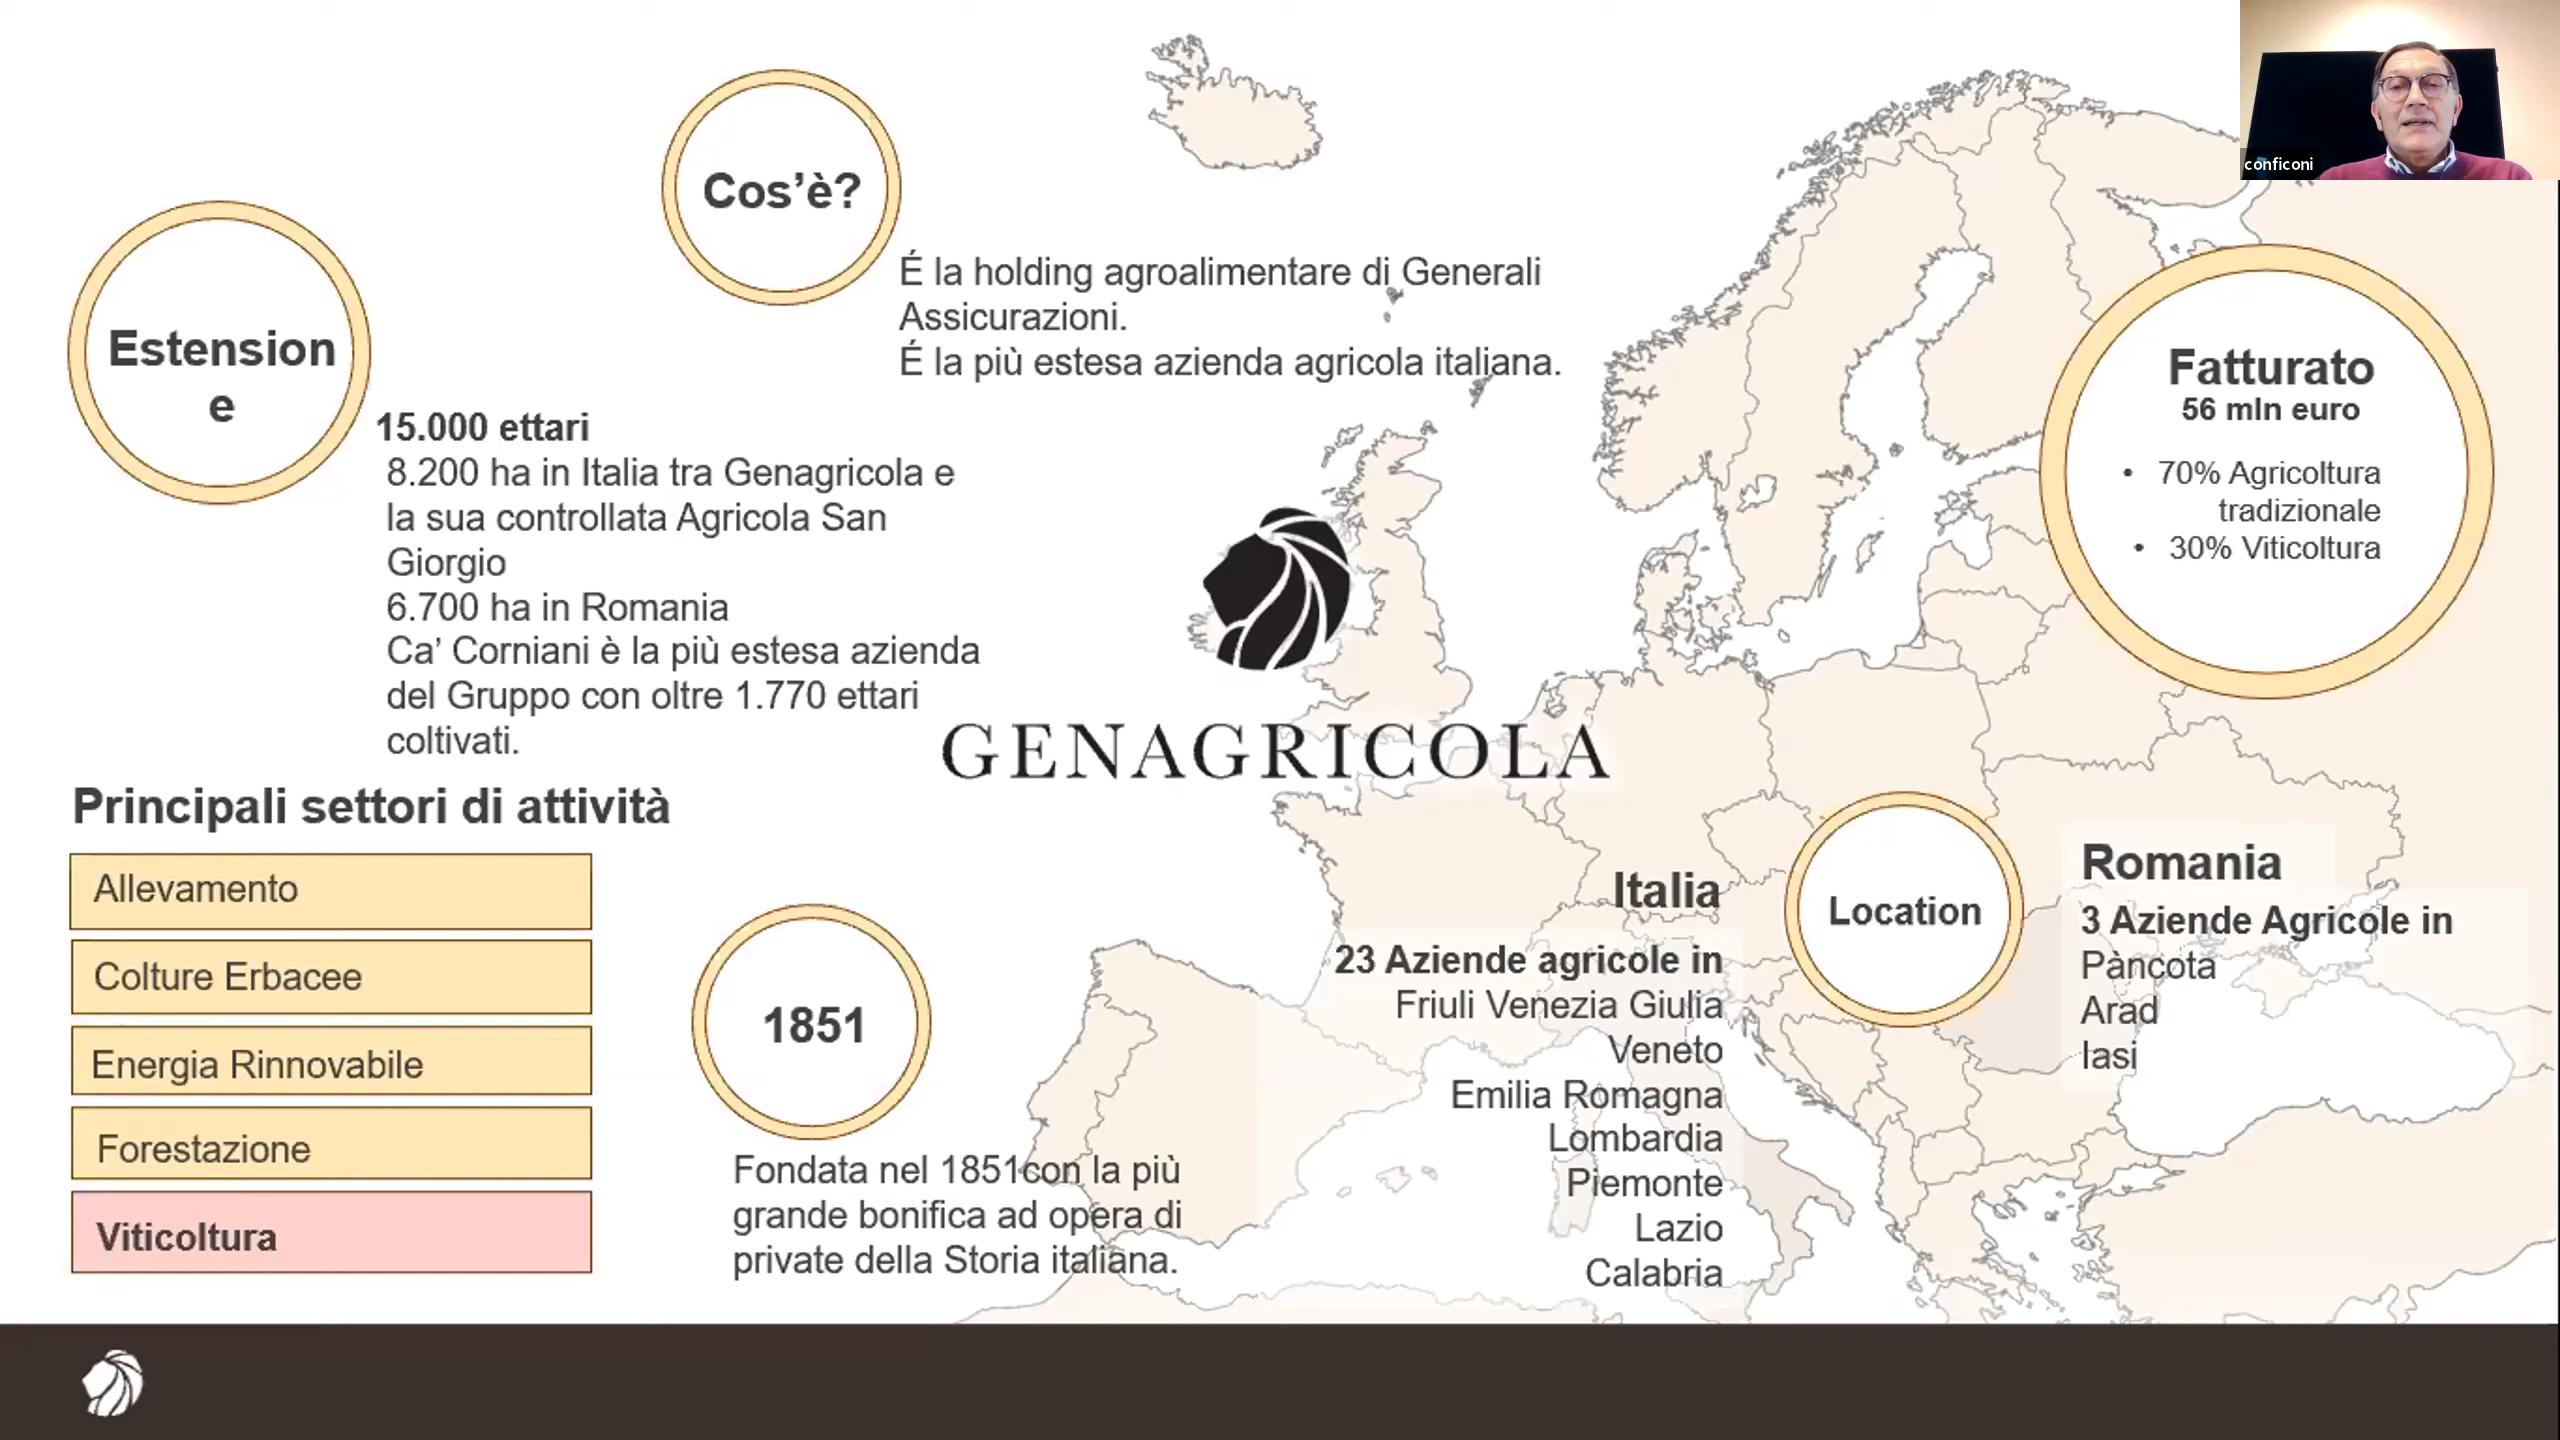 conficoni
Cos’è?
É la holding agroalimentare di Generali
Assicurazioni.
É la più estesa azienda agricola italiana.
Estension
e
15.000 ettari
8.200 ha in Italia tra Genagricola e
la sua controllata Agricola San
Giorgio
6.700 ha in Romania
Ca’ Corniani è la più estesa azienda
del Gruppo con oltre 1.770 ettari
coltivati.
Fatturato
56 mln euro
• 70% Agricoltura
tradizionale
• 30% Viticoltura
GENAGRICOLA
Principali settori di attività
Allevamento
Colture Erbacee
Energia Rinnovabile
Forestazione
Viticoltura
1851
Fondata nel 1851con la più
grande bonifica ad opera di
private della Storia italiana.
Location
Italia
23 Aziende agricole in
Friuli Venezia Giulia
Veneto
Emilia Romagna
Lombardia
Piemonte
Lazio
Calabria
Romania
3 Aziende Agricole in
Pàncota
Arad
Iasi